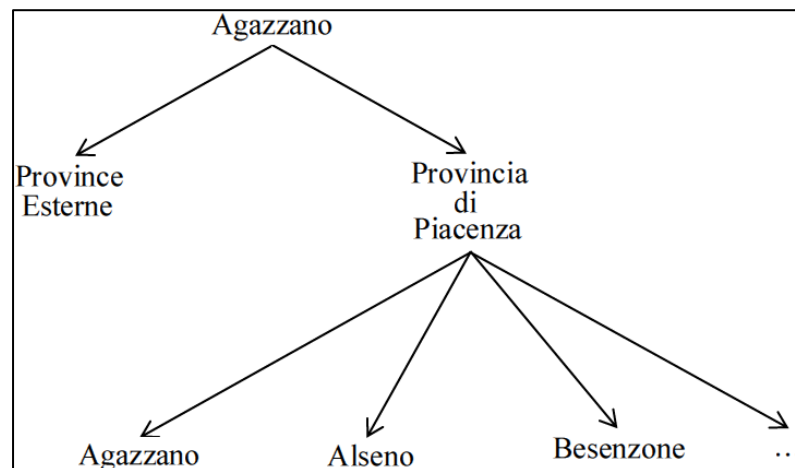 Agazzano
Province
Esterne
Provincia
di
Piacenza
Agazzano
Alseno
Besenzone
..